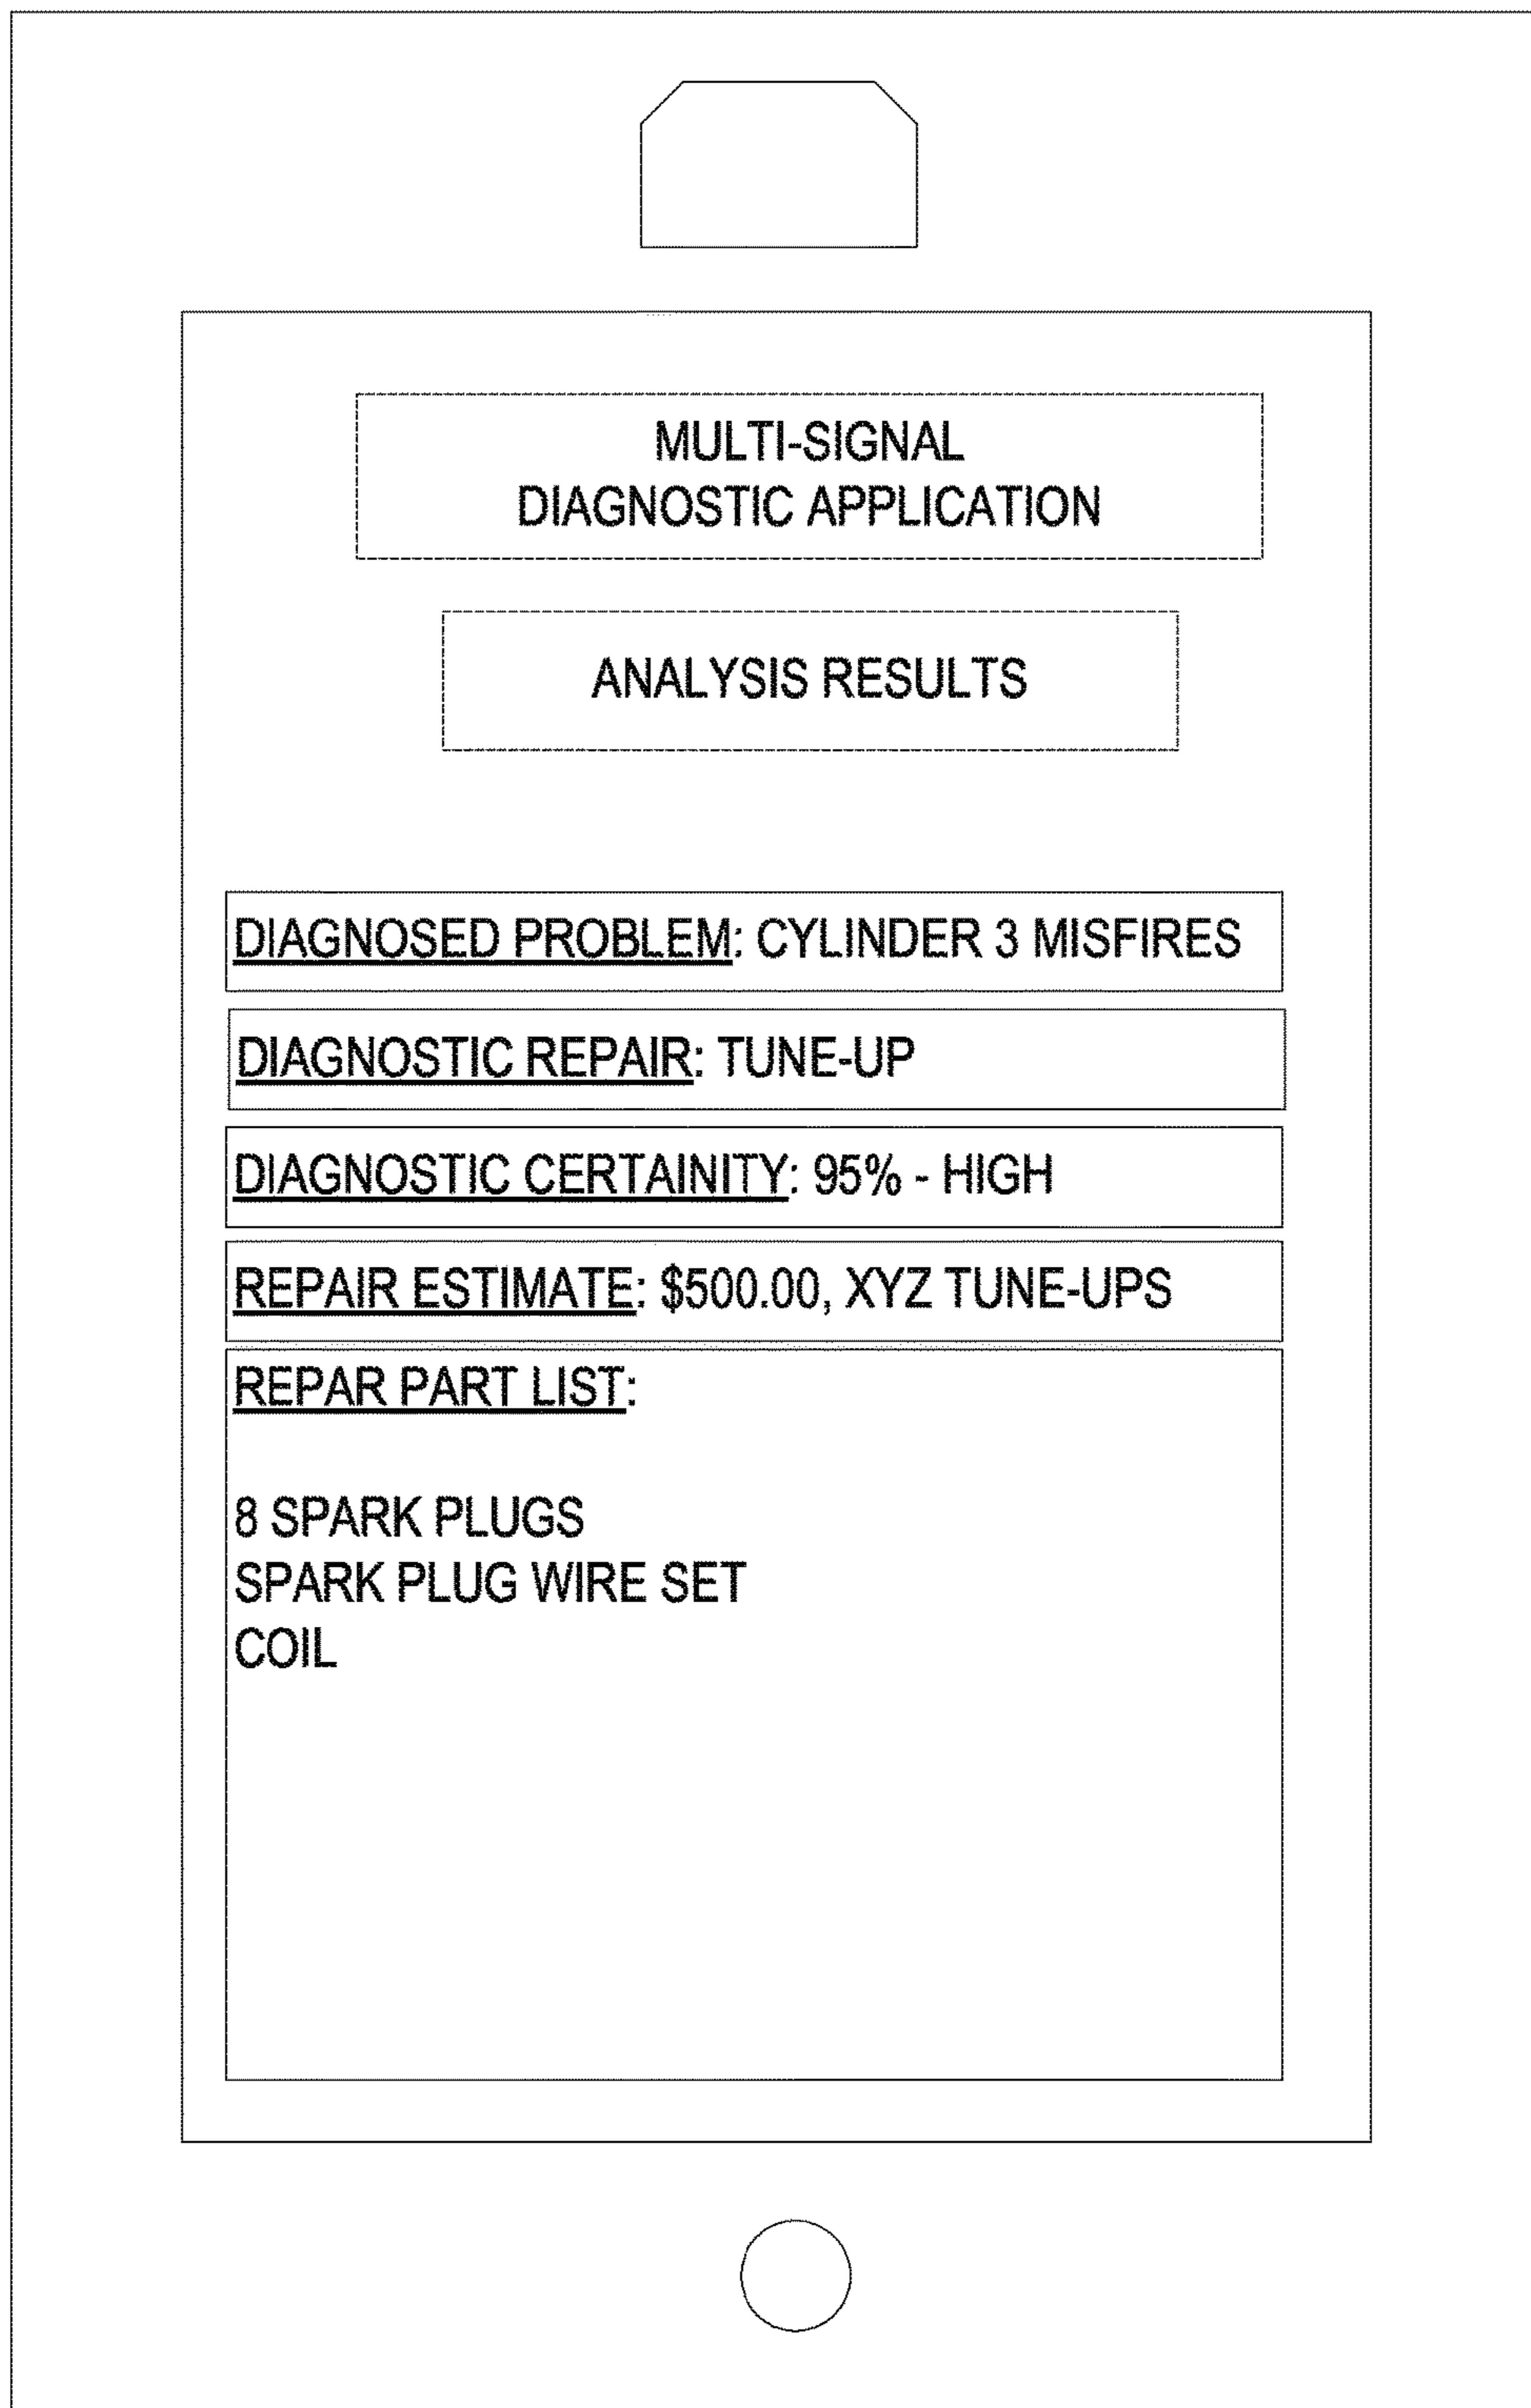 MULTI-SIGNAL
DIAGNOSTIC APPLICATION
ANALYSIS RESULTS
DIAGNOSED PROBLEM: CYLINDER 3 MISFIRES
DIAGNOSTIC REPAIR: TUNE-UP
DIAGNOSTIC CERTAINITY: 95% - HIGH
REPAIR ESTIMATE: $500.00, XYZ TUNE-UPS
REPAR PART LIST:
8 SPARK PLUGS
SPARK PLUG WIRE SET
COIL